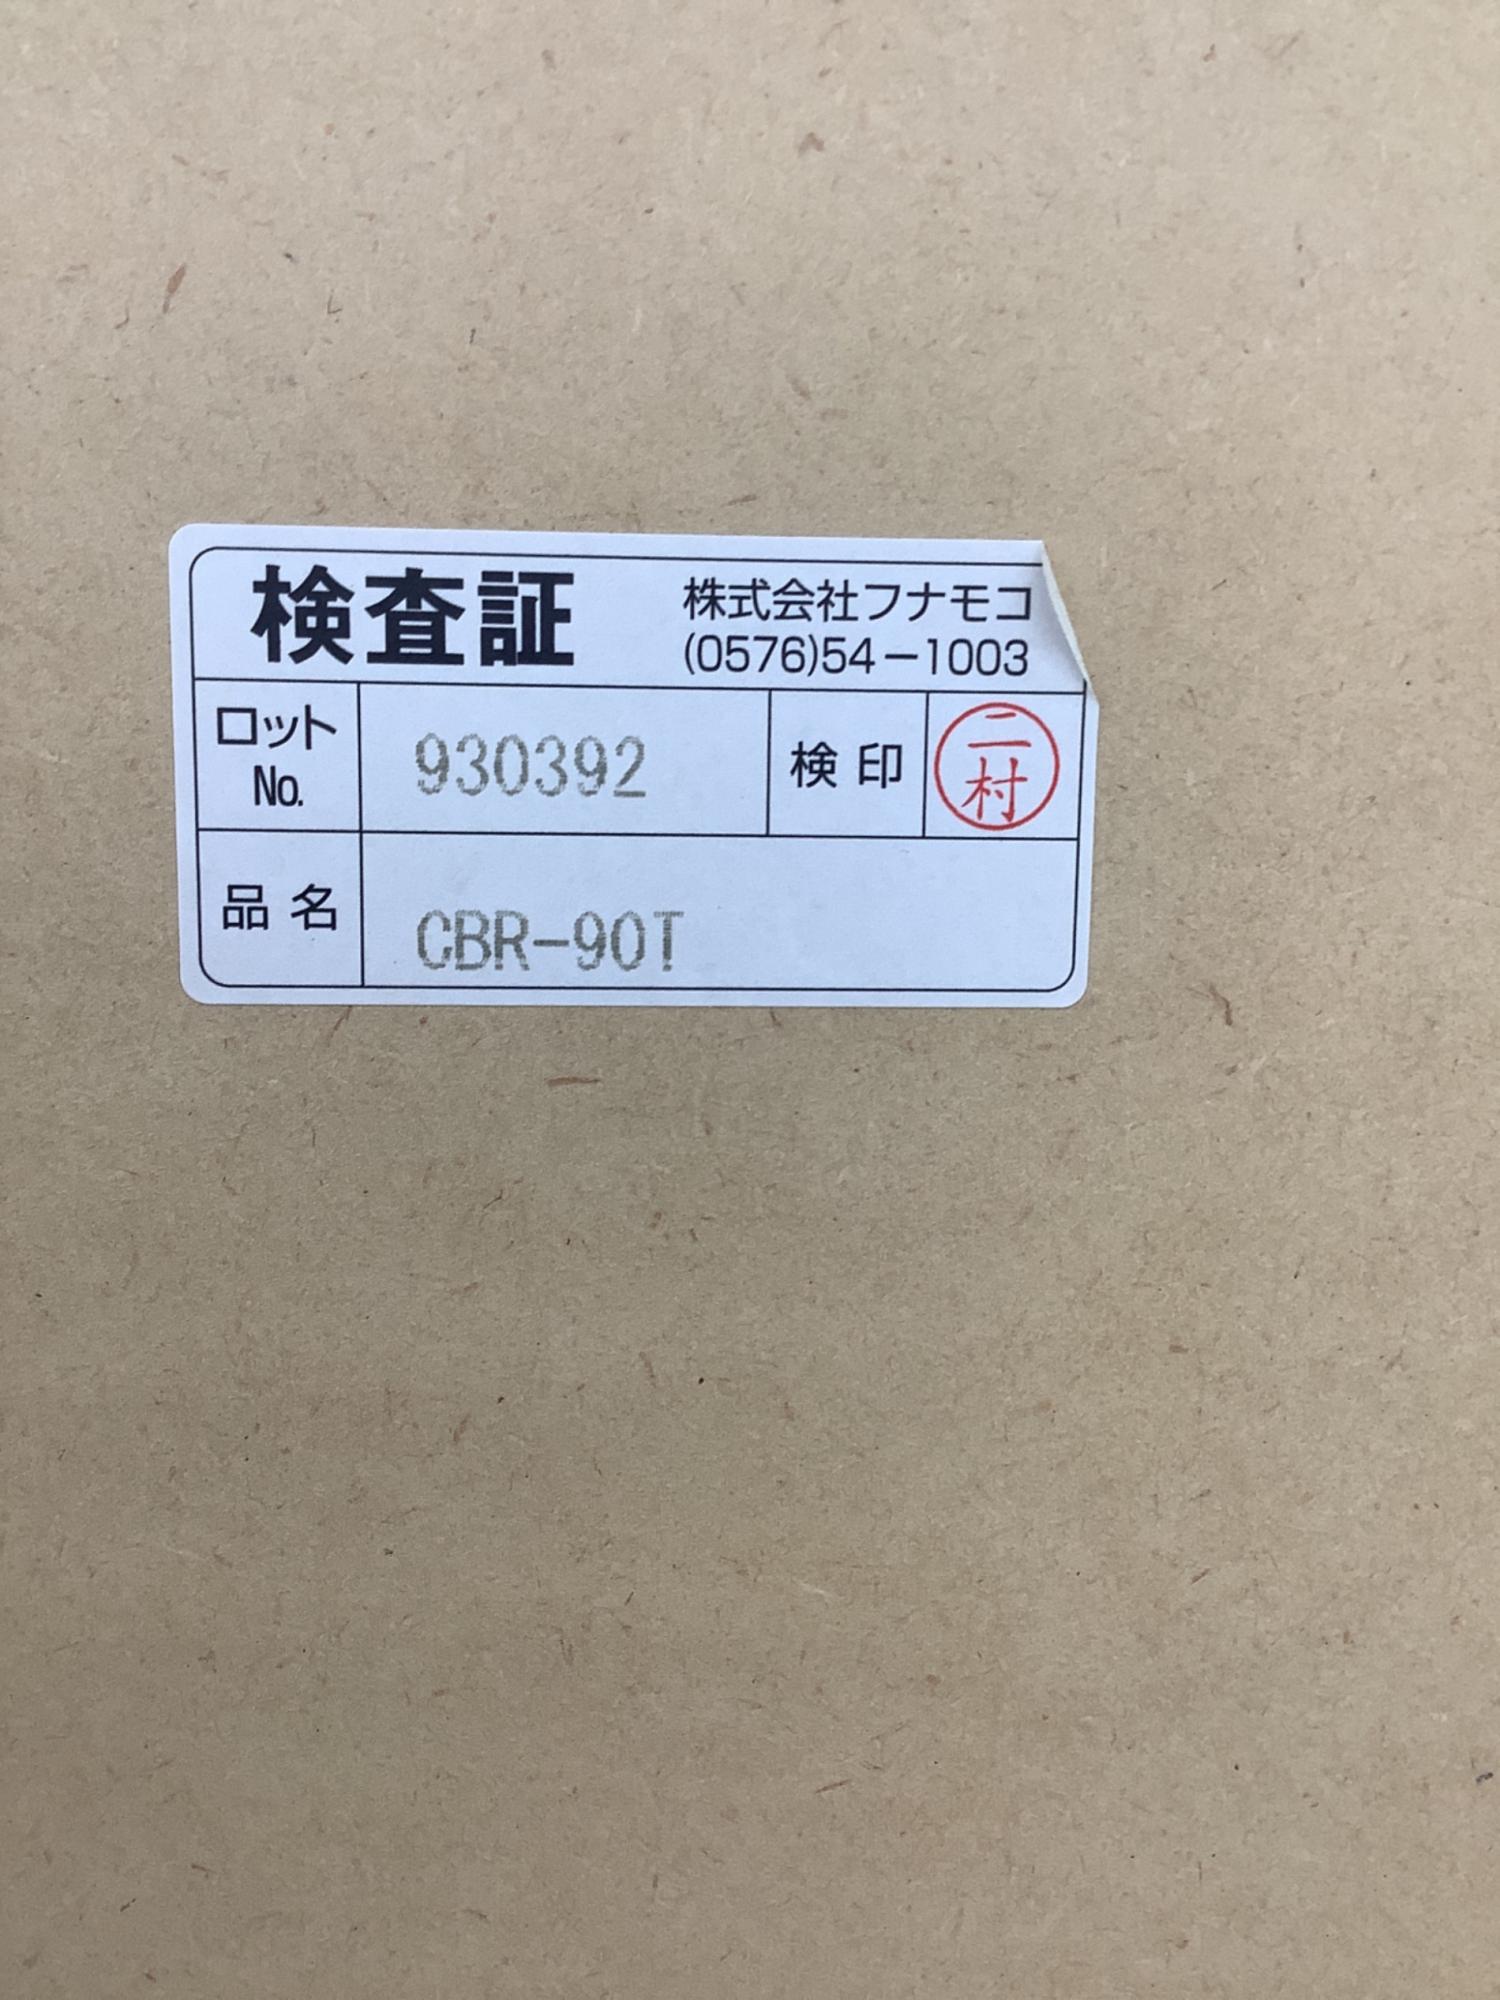 検査証
株式会社フナモコ
(0576)54-1003
ロット
No.
930392
検印
二村
品名
CBR-90T